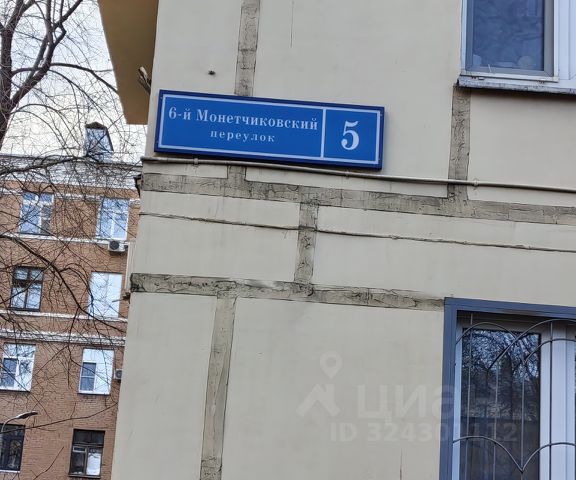 6-й Монетчиковский
переулок
5
циан